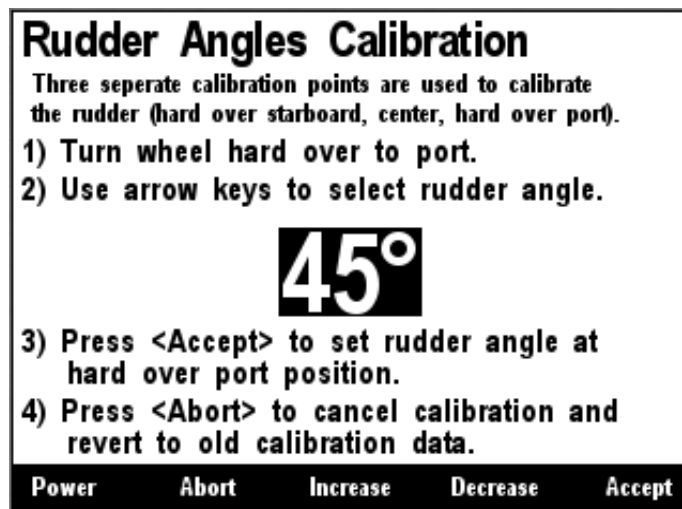 Rudder Angles Calibration
Three seperate calibration points are used to calibrate
the rudder (hard over starboard, center, hard over port).
1) Turn wheel hard over to port.
2) Use arrow keys to select rudder angle.
45°
3) Press <Accept> to set rudder angle at
hard over port position.
4) Press <Abort> to cancel calibration and
revert to old calibration data.
Power Abort Increase Decrease Accept